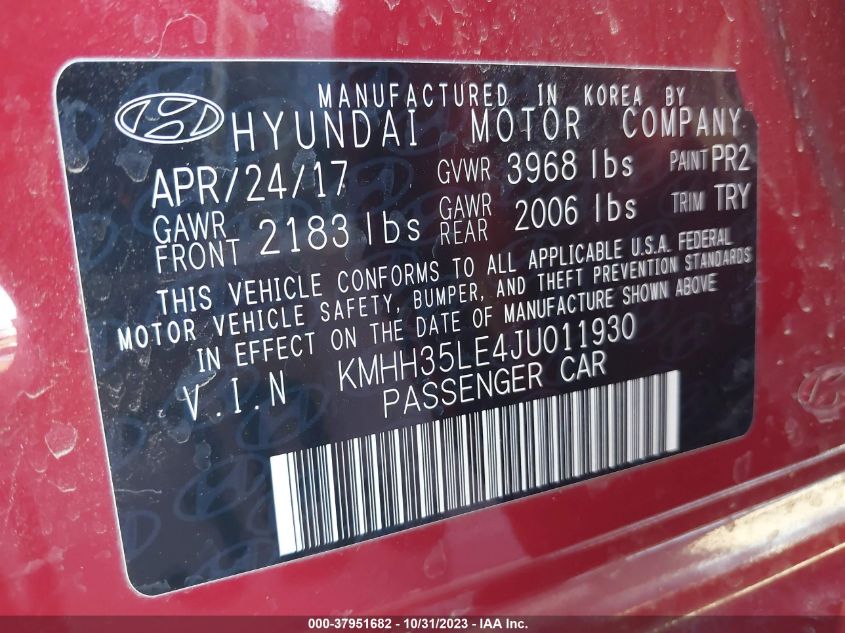 MANUFACTURED IN KOREA BY
HYUNDAI MOTOR COMPANY
APR/24/17 GVWR 3968 lbs PAINT PR2
GAWR FRONT 2183 lbs GAWR REAR 2006 lbs TRIM TRY
THIS VEHICLE CONFORMS TO ALL APPLICABLE U.S.A. FEDERAL
MOTOR VEHICLE SAFETY, BUMPER, AND THEFT PREVENTION STANDARDS
IN EFFECT ON THE DATE OF MANUFACTURE SHOWN ABOVE
V.I.N KMHH35LE4JU011930
PASSENGER CAR
000-37951682 - 10/31/2023 - IAAI.com